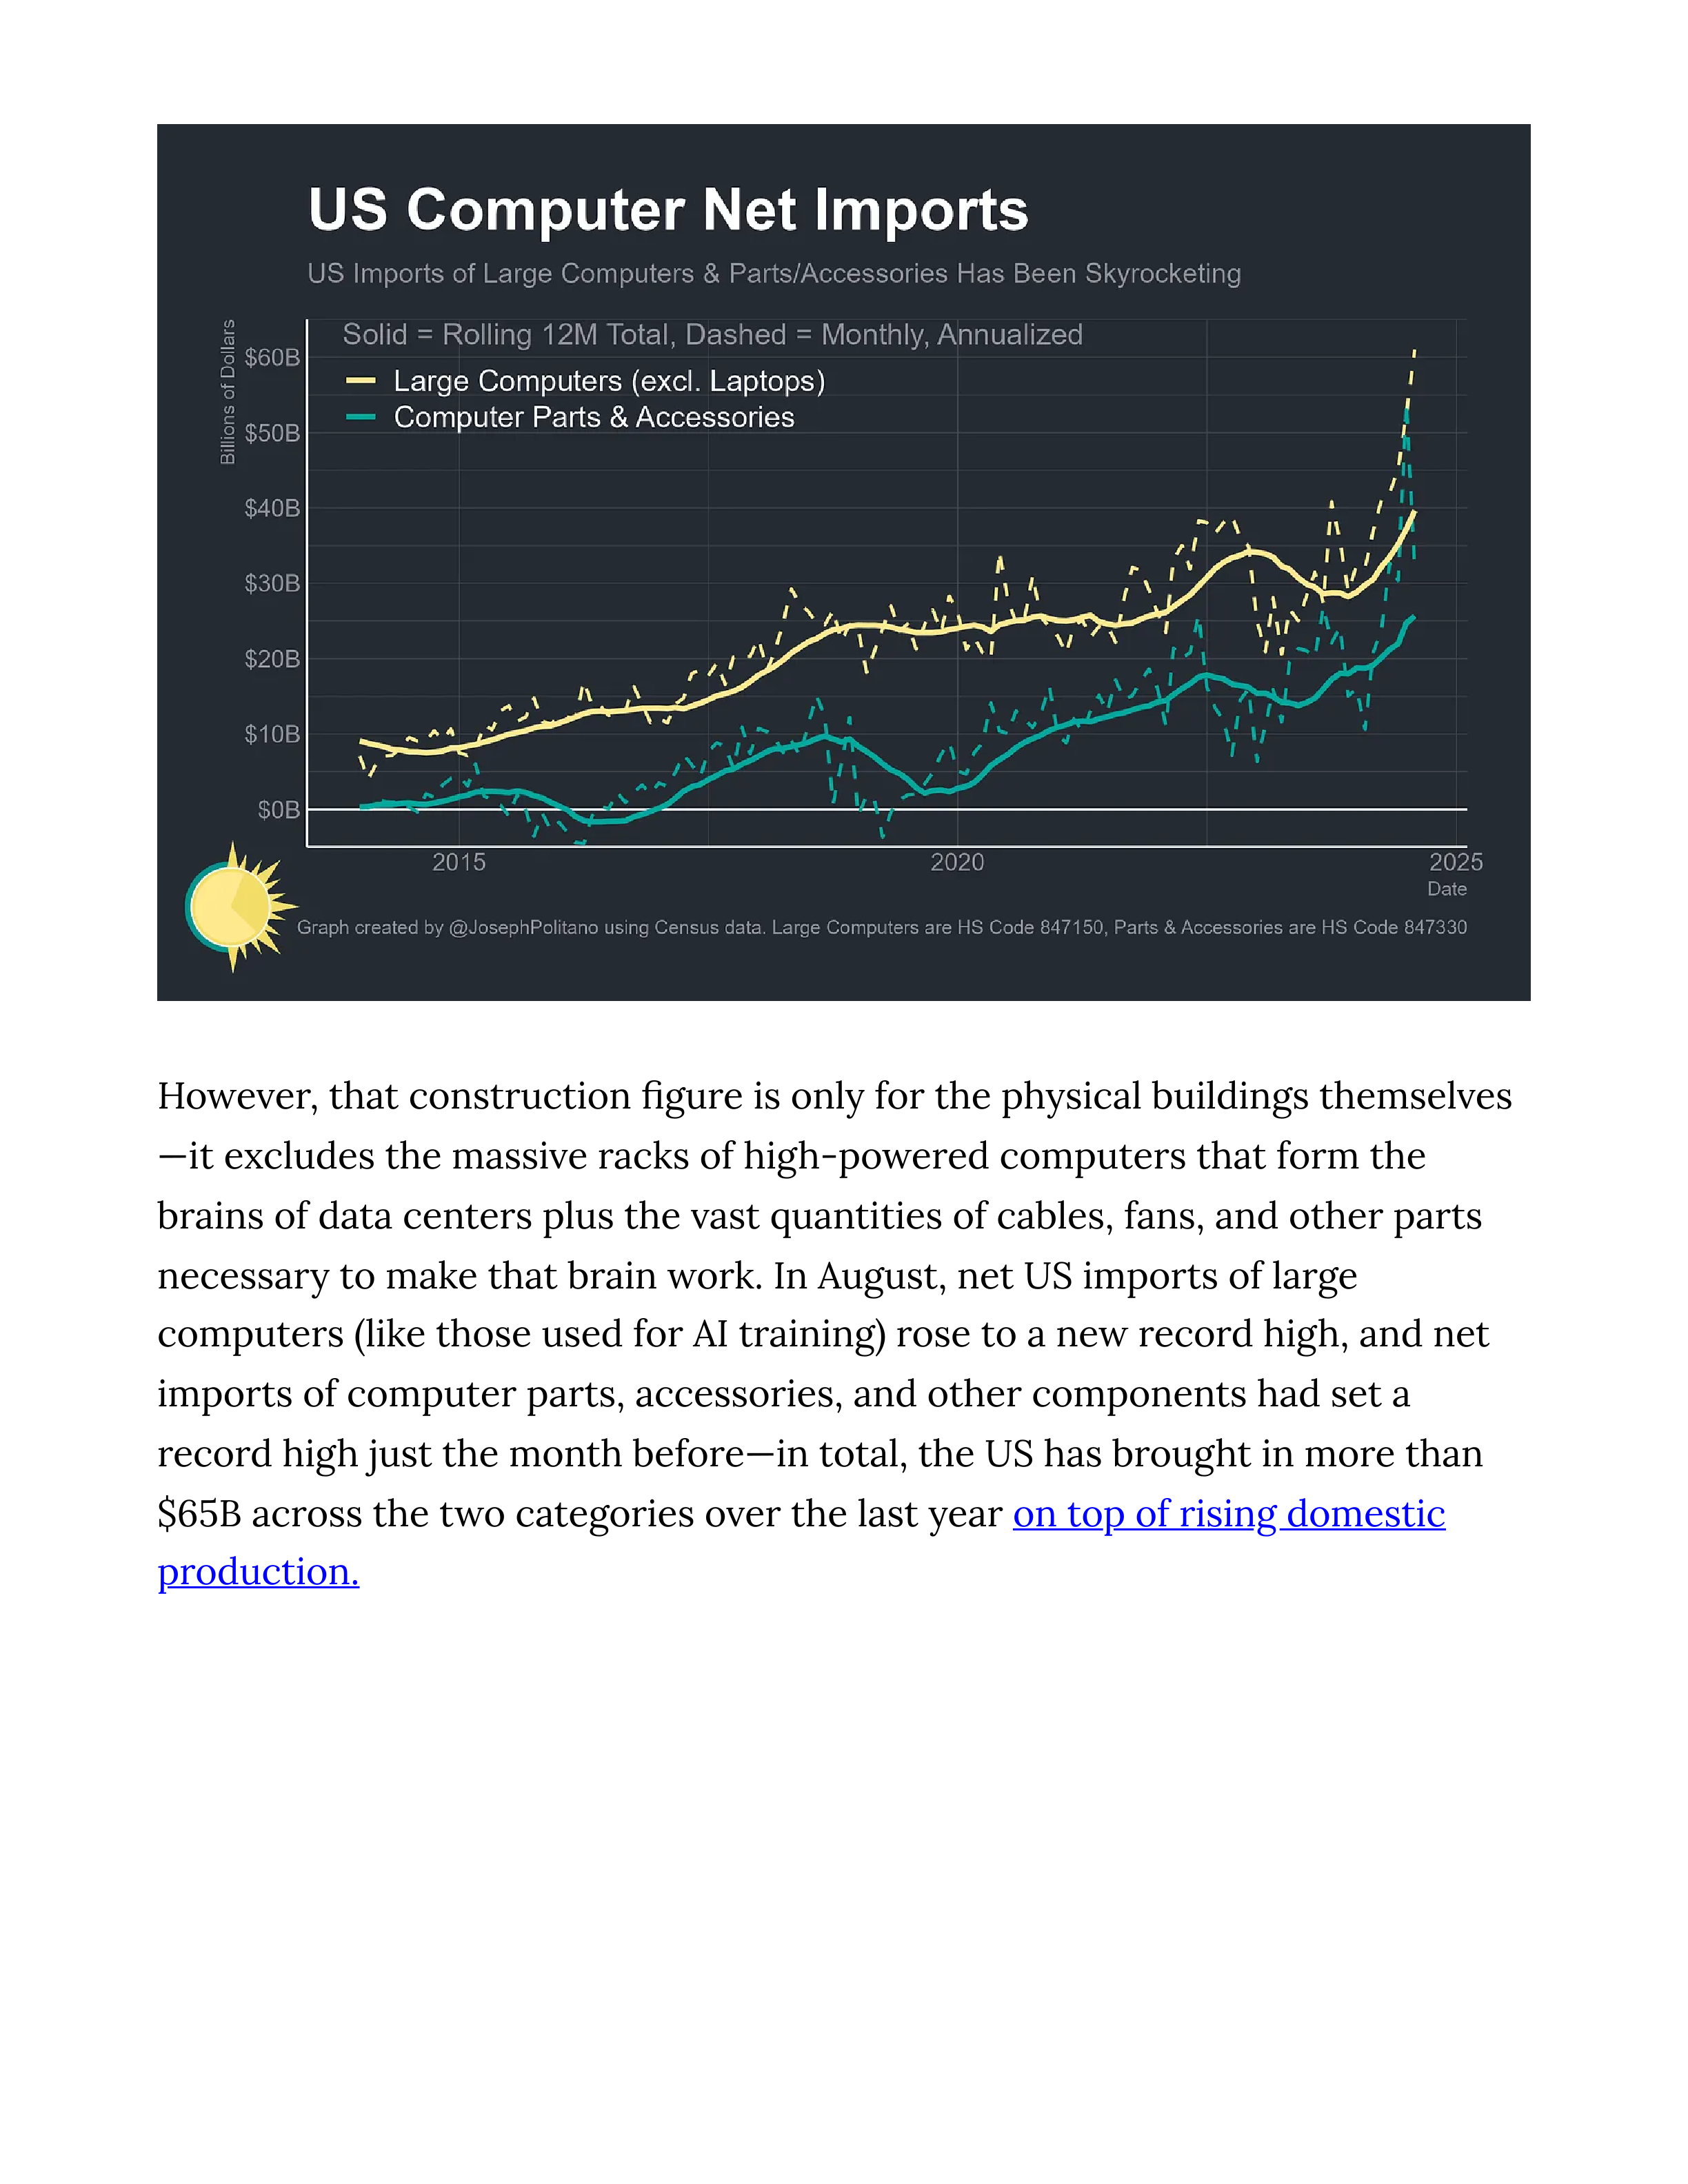 US Computer Net Imports
US Imports of Large Computers & Parts/Accessories Has Been Skyrocketing
Billions of Dollars
Solid = Rolling 12M Total, Dashed = Monthly, Annualized
Large Computers (excl. Laptops)
Computer Parts & Accessories
$60B
$50B
$40B
$30B
$20B
$10B
$0B
2015 2020 2025
Date
Graph created by @JosephPolitano using Census data. Large Computers are HS Code 847150, Parts & Accessories are HS Code 847330
However, that construction figure is only for the physical buildings themselves
—it excludes the massive racks of high-powered computers that form the
brains of data centers plus the vast quantities of cables, fans, and other parts
necessary to make that brain work. In August, net US imports of large
computers (like those used for AI training) rose to a new record high, and net
imports of computer parts, accessories, and other components had set a
record high just the month before—in total, the US has brought in more than
$65B across the two categories over the last year on top of rising domestic
production.